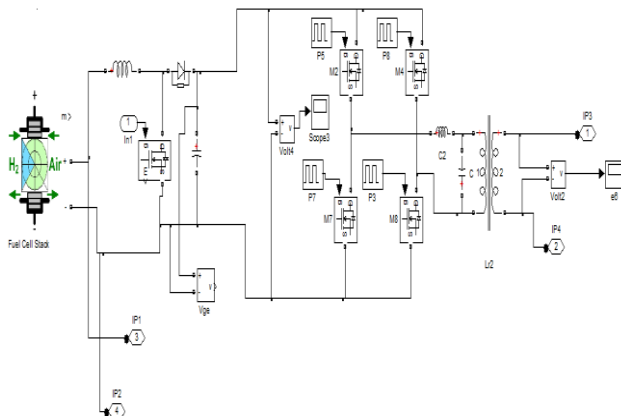 P5
P8
M2
M4
m
+
Scope3
Volt4
1
In1
H2
Air
+
-
Fuel Cell Stack
P7
P3
M7
M8
C2
C
1
2
Lr2
IP3
1
Volt2
e6
IP4
2
Vge
IP1
3
IP2
4